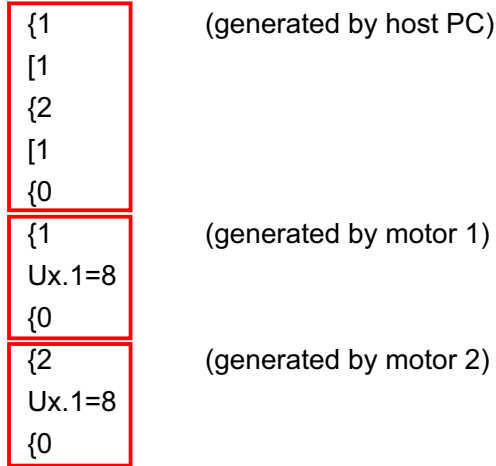 {1 (generated by host PC)
[1
{2
[1
{0
{1 (generated by motor 1)
Ux.1=8
{0
{2 (generated by motor 2)
Ux.1=8
{0